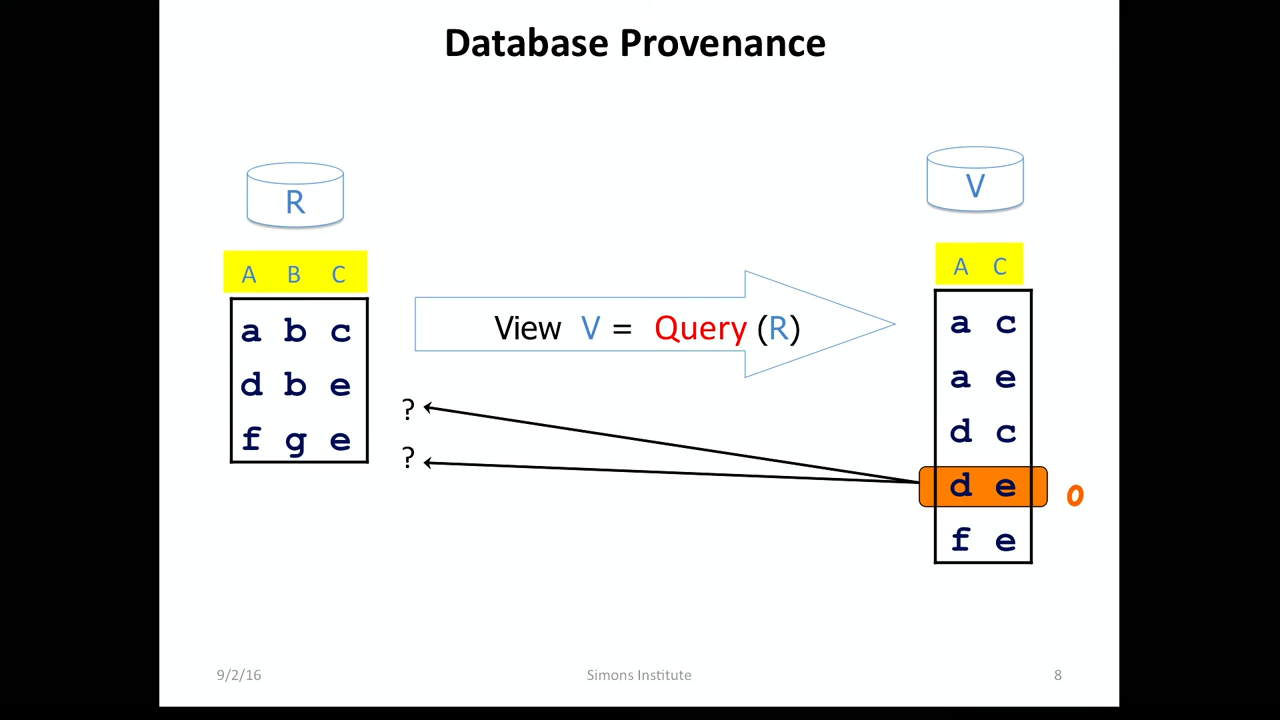 Database Provenance
R
V
A B C
a b c
d b e
f g e
View V = Query (R)
?
?
A C
a c
a e
d c
d e
f e
o
9/2/16
Simons Institute
8